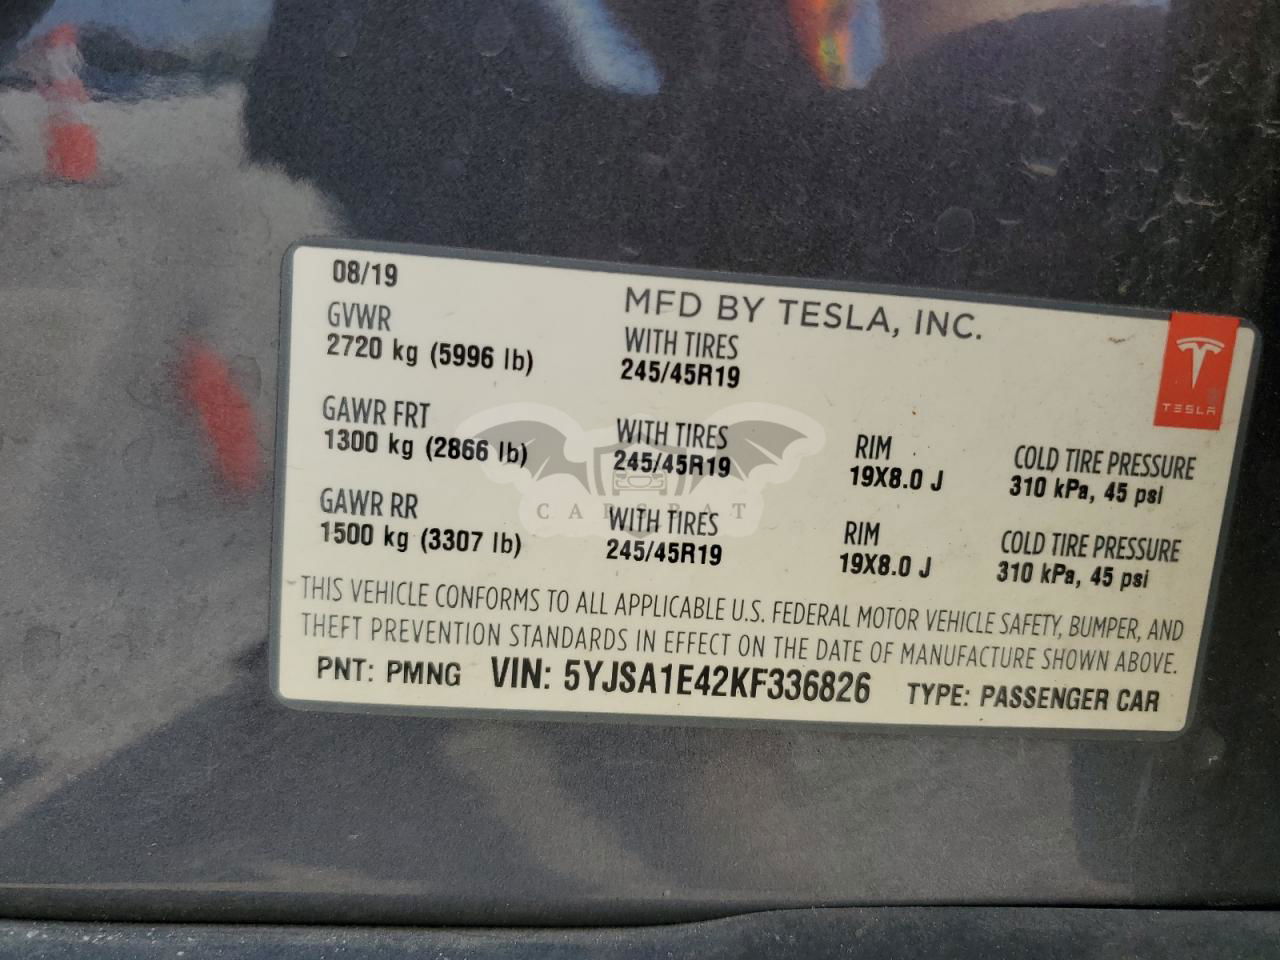 08/19
MFD BY TESLA, INC.
GVWR
2720 kg (5996 lb)
WITH TIRES
245/45R19
TESLA
GAWR FRT
1300 kg (2866 lb)
WITH TIRES
245/45R19
RIM
19X8.0 J
COLD TIRE PRESSURE
310 kPa, 45 psi
CARSBAT
GAWR RR
1500 kg (3307 lb)
WITH TIRES
245/45R19
RIM
19X8.0 J
COLD TIRE PRESSURE
310 kPa, 45 psi
THIS VEHICLE CONFORMS TO ALL APPLICABLE U.S. FEDERAL MOTOR VEHICLE SAFETY, BUMPER, AND
THEFT PREVENTION STANDARDS IN EFFECT ON THE DATE OF MANUFACTURE SHOWN ABOVE.
PNT: PMNG VIN: 5YJSA1E42KF336826 TYPE: PASSENGER CAR